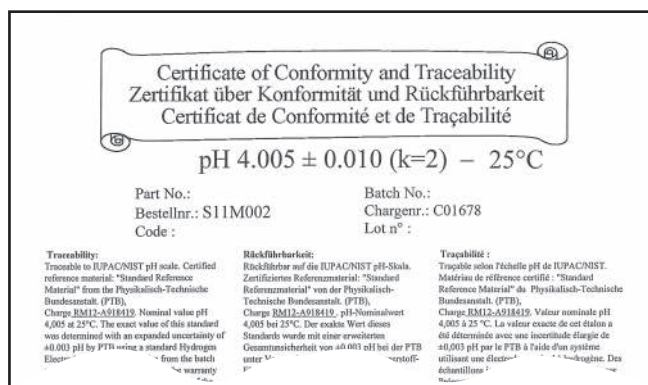 Certificate of Conformity and Traceability
Zertifikat über Konformität und Rückführbarkeit
Certificat de Conformité et de Traçabilité
pH 4.005 ± 0.010 (k=2) – 25°C
Part No.:
Bestellnr.: S11M002
Code :
Batch No.:
Chargenr.: C01678
Lot n° :
Traceability:
Traceable to IUPAC/NIST pH scale. Certified
reference material: "Standard Reference
Material" from the Physikalisch-Technische
Bundesanstalt. (PTB),
Charge RM12-A918419. Nominal value pH
4,005 at 25°C. The exact value of this standard
was determined with an expanded uncertainty of
±0.003 pH by PTB using a standard Hydrogen
from the batch
warranty
Rückführbarkeit:
Rückführbar auf die IUPAC/NIST pH-Skala.
Zertifiziertes Referenzmaterial: "Standard
Referenzmaterial" von der Physikalisch-
Technische Bundesanstalt. (PTB),
Charge RM12-A918419 , pH-Nominalwert
4,005 bei 25°C. Der exakte Wert dieses
Standards wurde mit einer erweiterten
Gesamtunsicherheit von ±0.003 pH bei der PTB
unter
Traçabilité :
Traçable selon l'échelle pH de IUPAC/NIST.
Matériau de référence certifié : "Standard
Reference Material" du Physikalisch-Technische
Bundesanstalt. (PTB),
Charge RM12-A918419. Valeur nominale pH
4,005 à 25 °C. La valeur exacte de cet étalon a
été déterminée avec une incertitude élargie de
±0,003 pH par le PTB à l'aide d'un système
utilisant une hydrogène. Des
échantillons